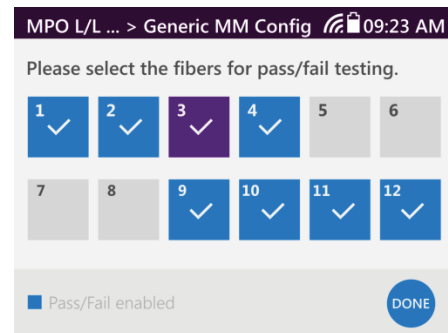 MPO L/L ... > Generic MM Config 09:23 AM
Please select the fibers for pass/fail testing.
1 2 3 4 5 6
7 8 9 10 11 12
Pass/Fail enabled
DONE